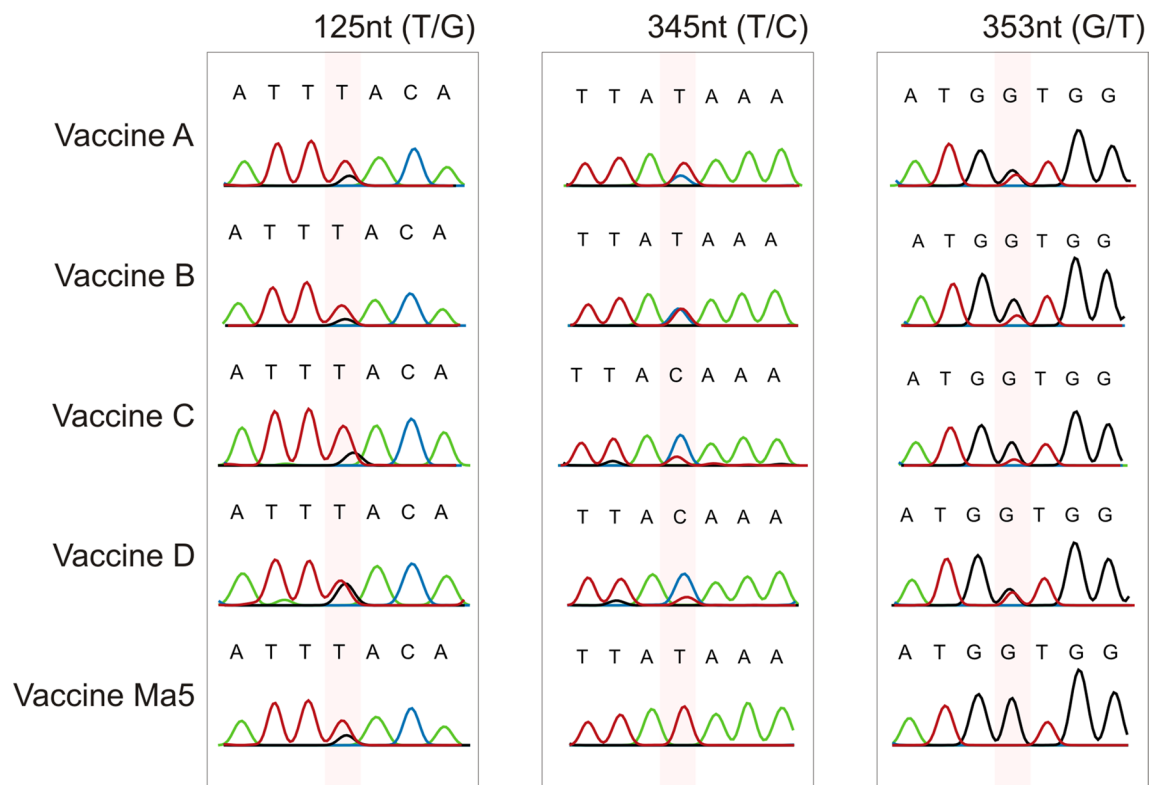 125nt (T/G) 345nt (T/C) 353nt (G/T)
Vaccine A
A T T T A C A
T T A T A A A
A T G G T G G
Vaccine B
A T T T A C A
T T A T A A A
A T G G T G G
Vaccine C
A T T T A C A
T T A C A A A
A T G G T G G
Vaccine D
A T T T A C A
T T A C A A A
A T G G T G G
Vaccine Ma5
A T T T A C A
T T A T A A A
A T G G T G G